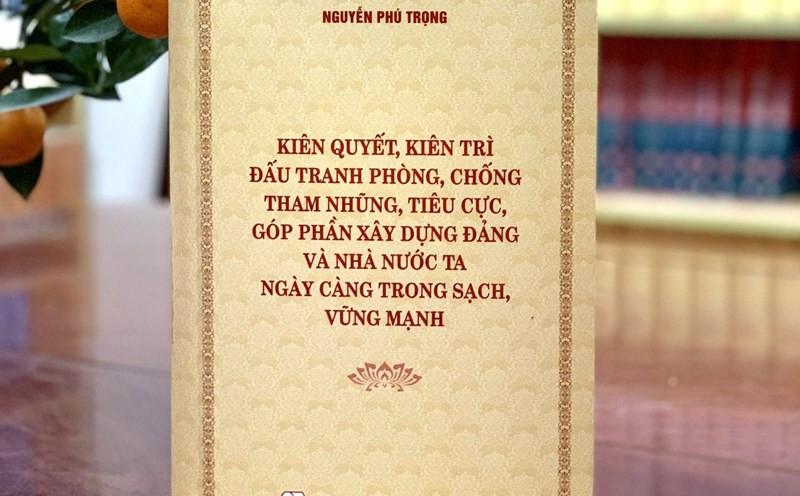 NGUYỄN PHÚ TRỌNG
KIÊN QUYẾT, KIÊN TRÌ
ĐẤU TRANH PHÒNG, CHỐNG
THAM NHŨNG, TIÊU CỰC,
GÓP PHẦN XÂY DỰNG ĐẢNG
VÀ NHÀ NƯỚC TA
NGÀY CÀNG TRONG SẠCH,
VỮNG MẠNH